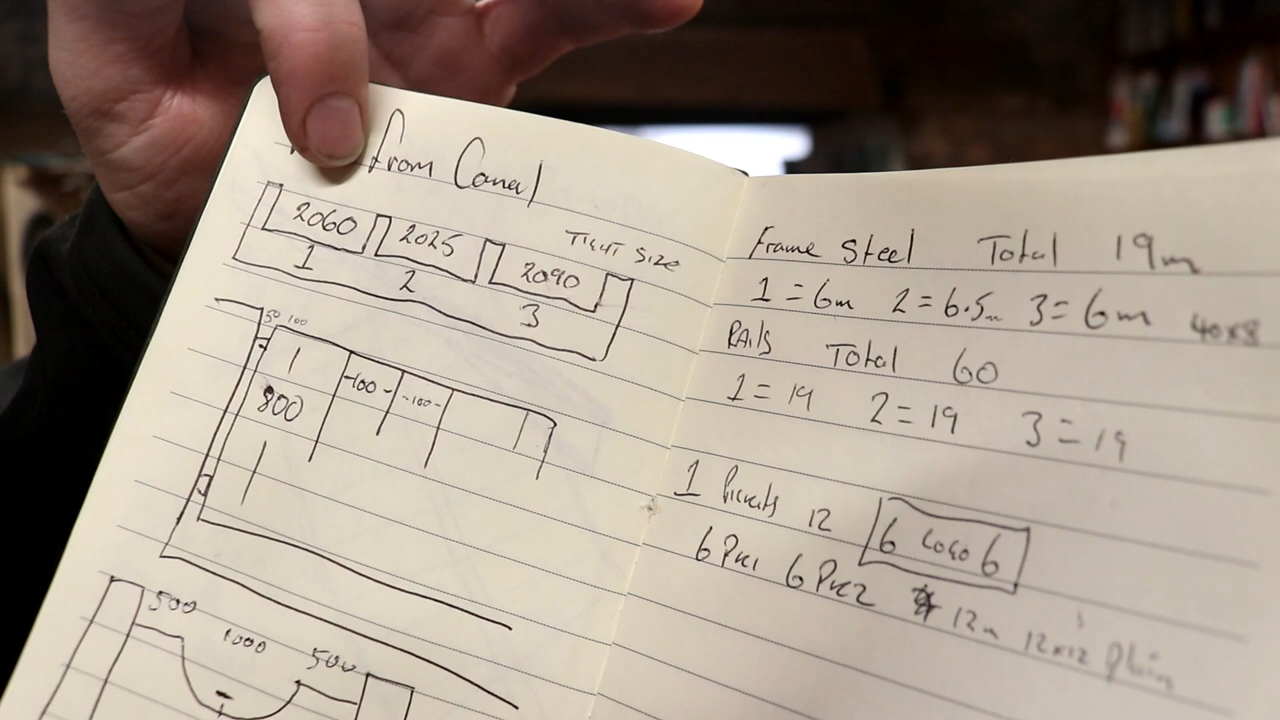 from Canal
2060 2025 2090
TIGHT SIZE
1 2 3
50 100
1 -100- -100-
800
500 1000 500
Frame Steel Total 19m
1 = 6m 2 = 6.5m 3 = 6m 40x8
RAils Total 60
1 = 19 2 = 19 3 = 19
1 Pickets 12 6 6
6 Pic1 6 Pic2 12m 12x12 Plain